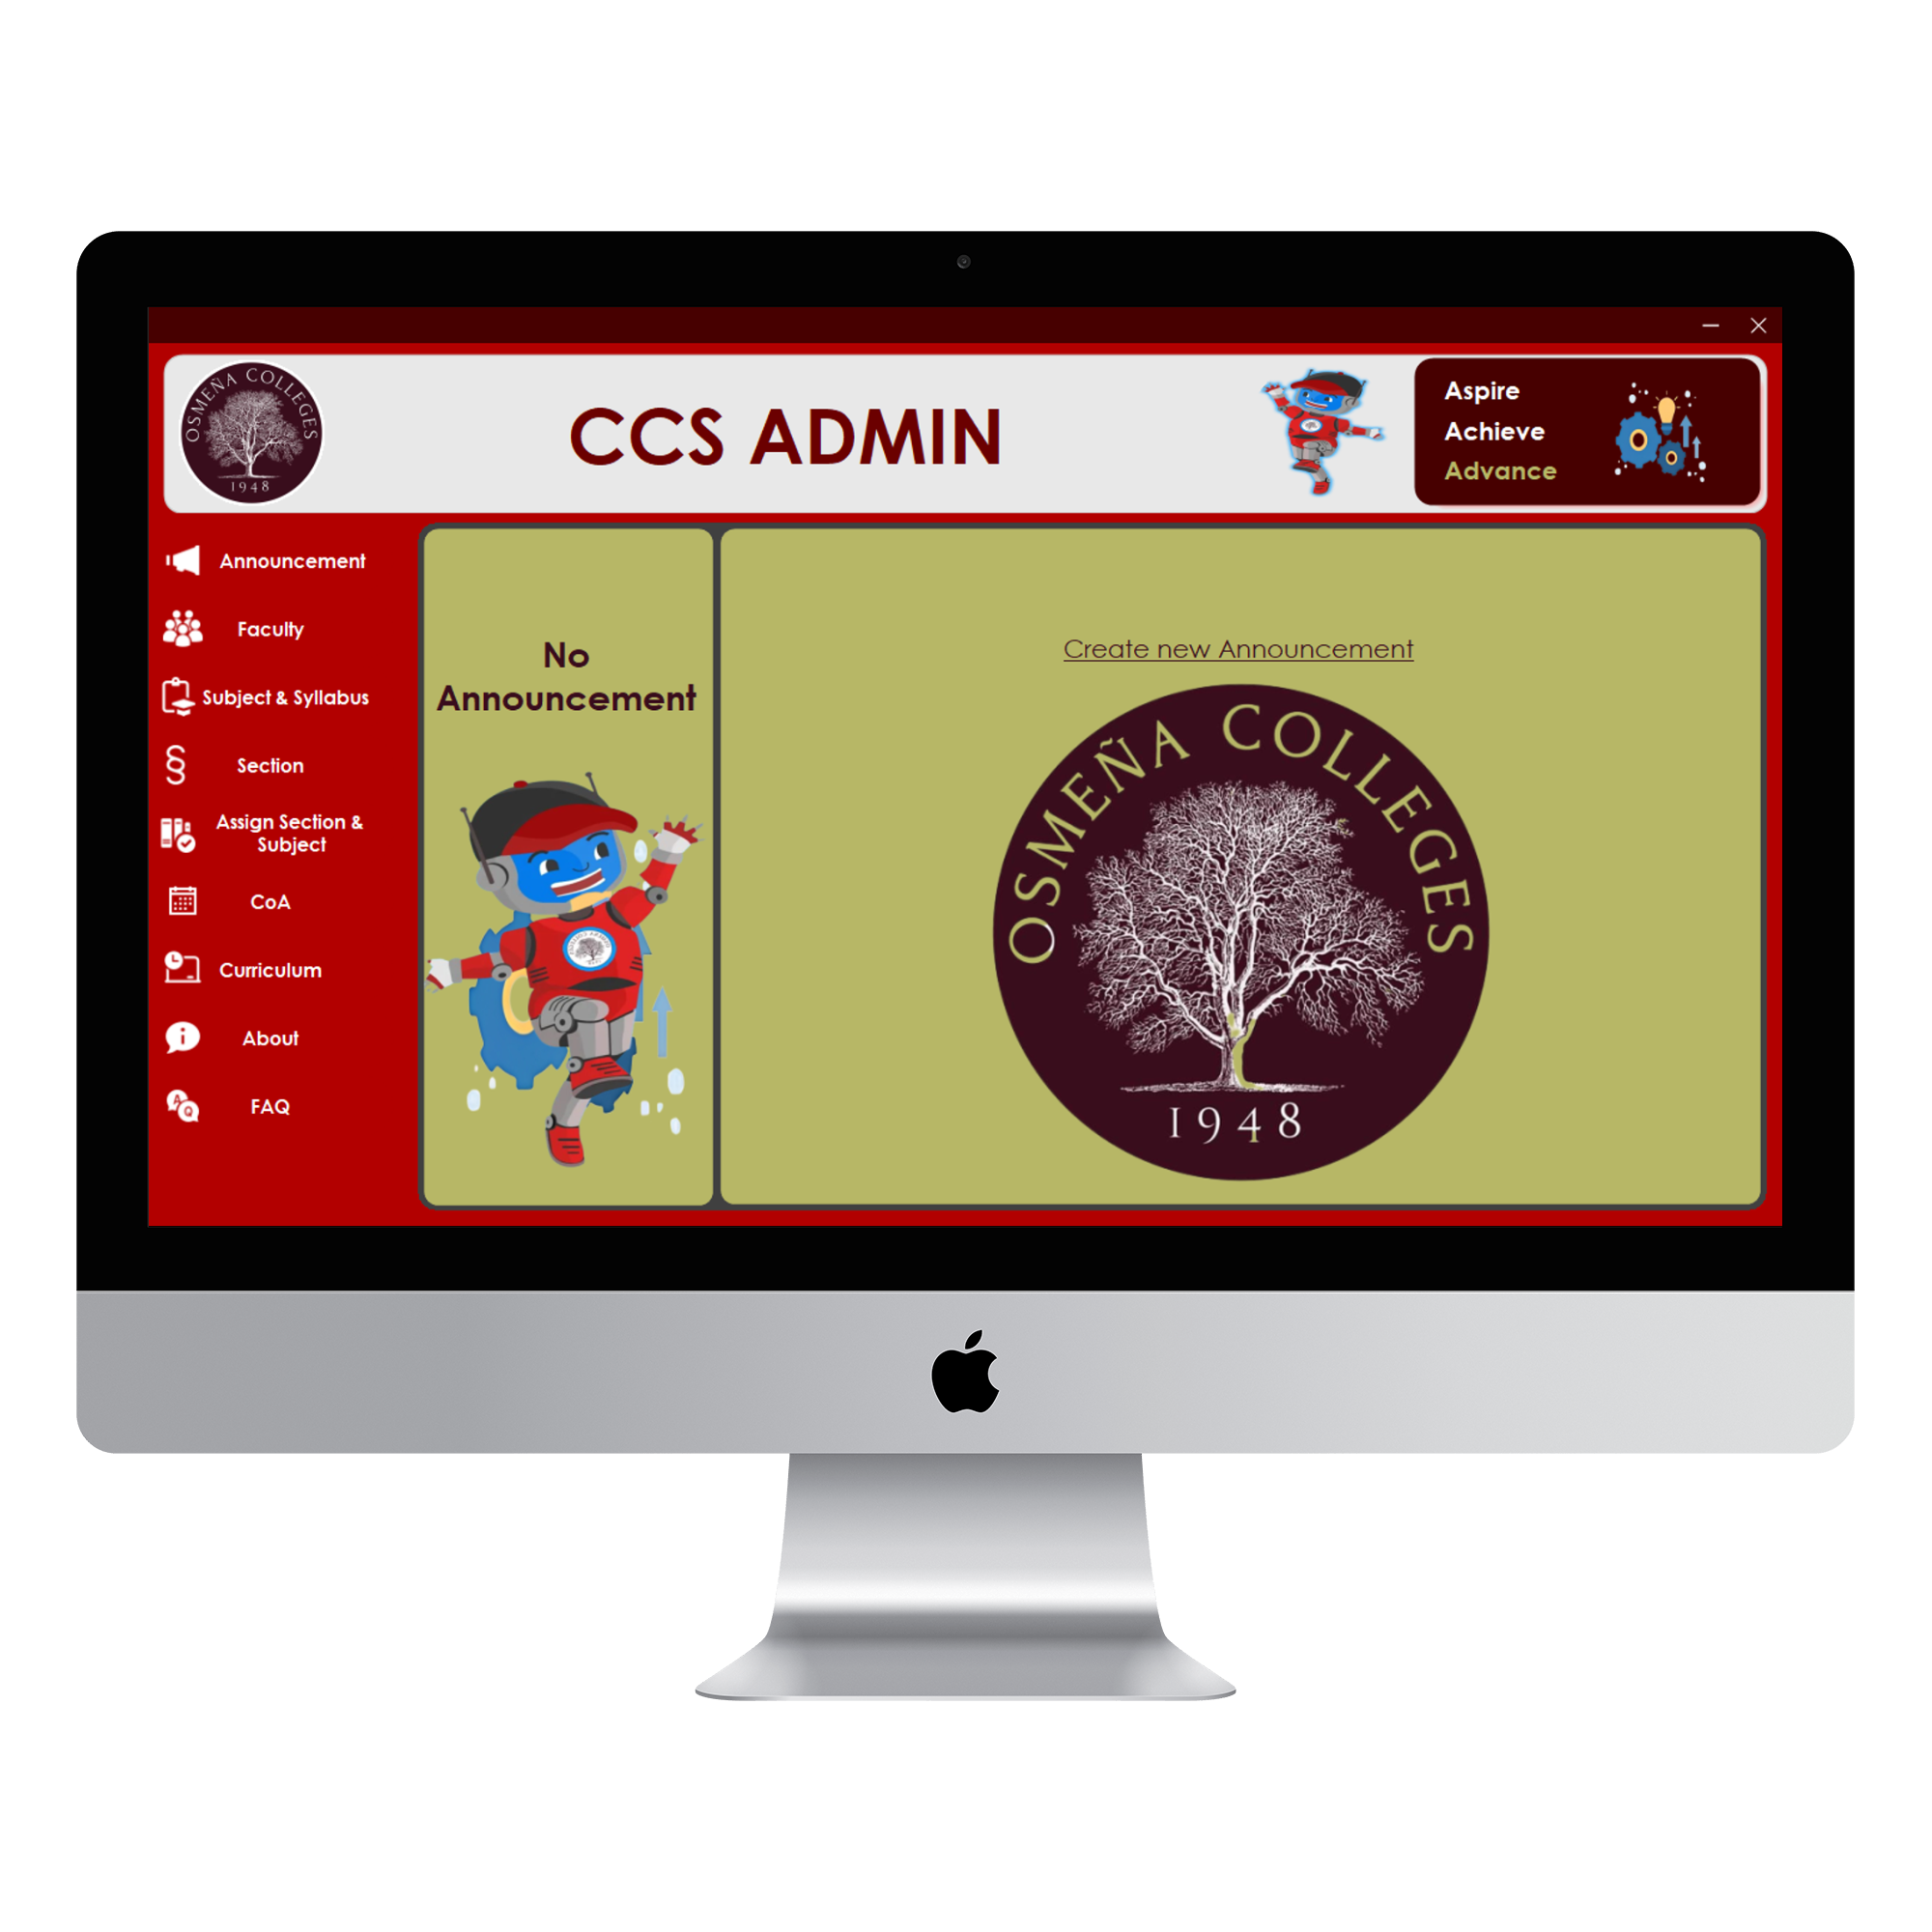 OSMEÑA COLLEGES
1948
CCS ADMIN
Aspire
Achieve
Advance
Announcement
Faculty
Subject & Syllabus
Section
Assign Section &
Subject
CoA
Curriculum
About
FAQ
No
Announcement
Create new Announcement
OSMEÑA COLLEGES
1948